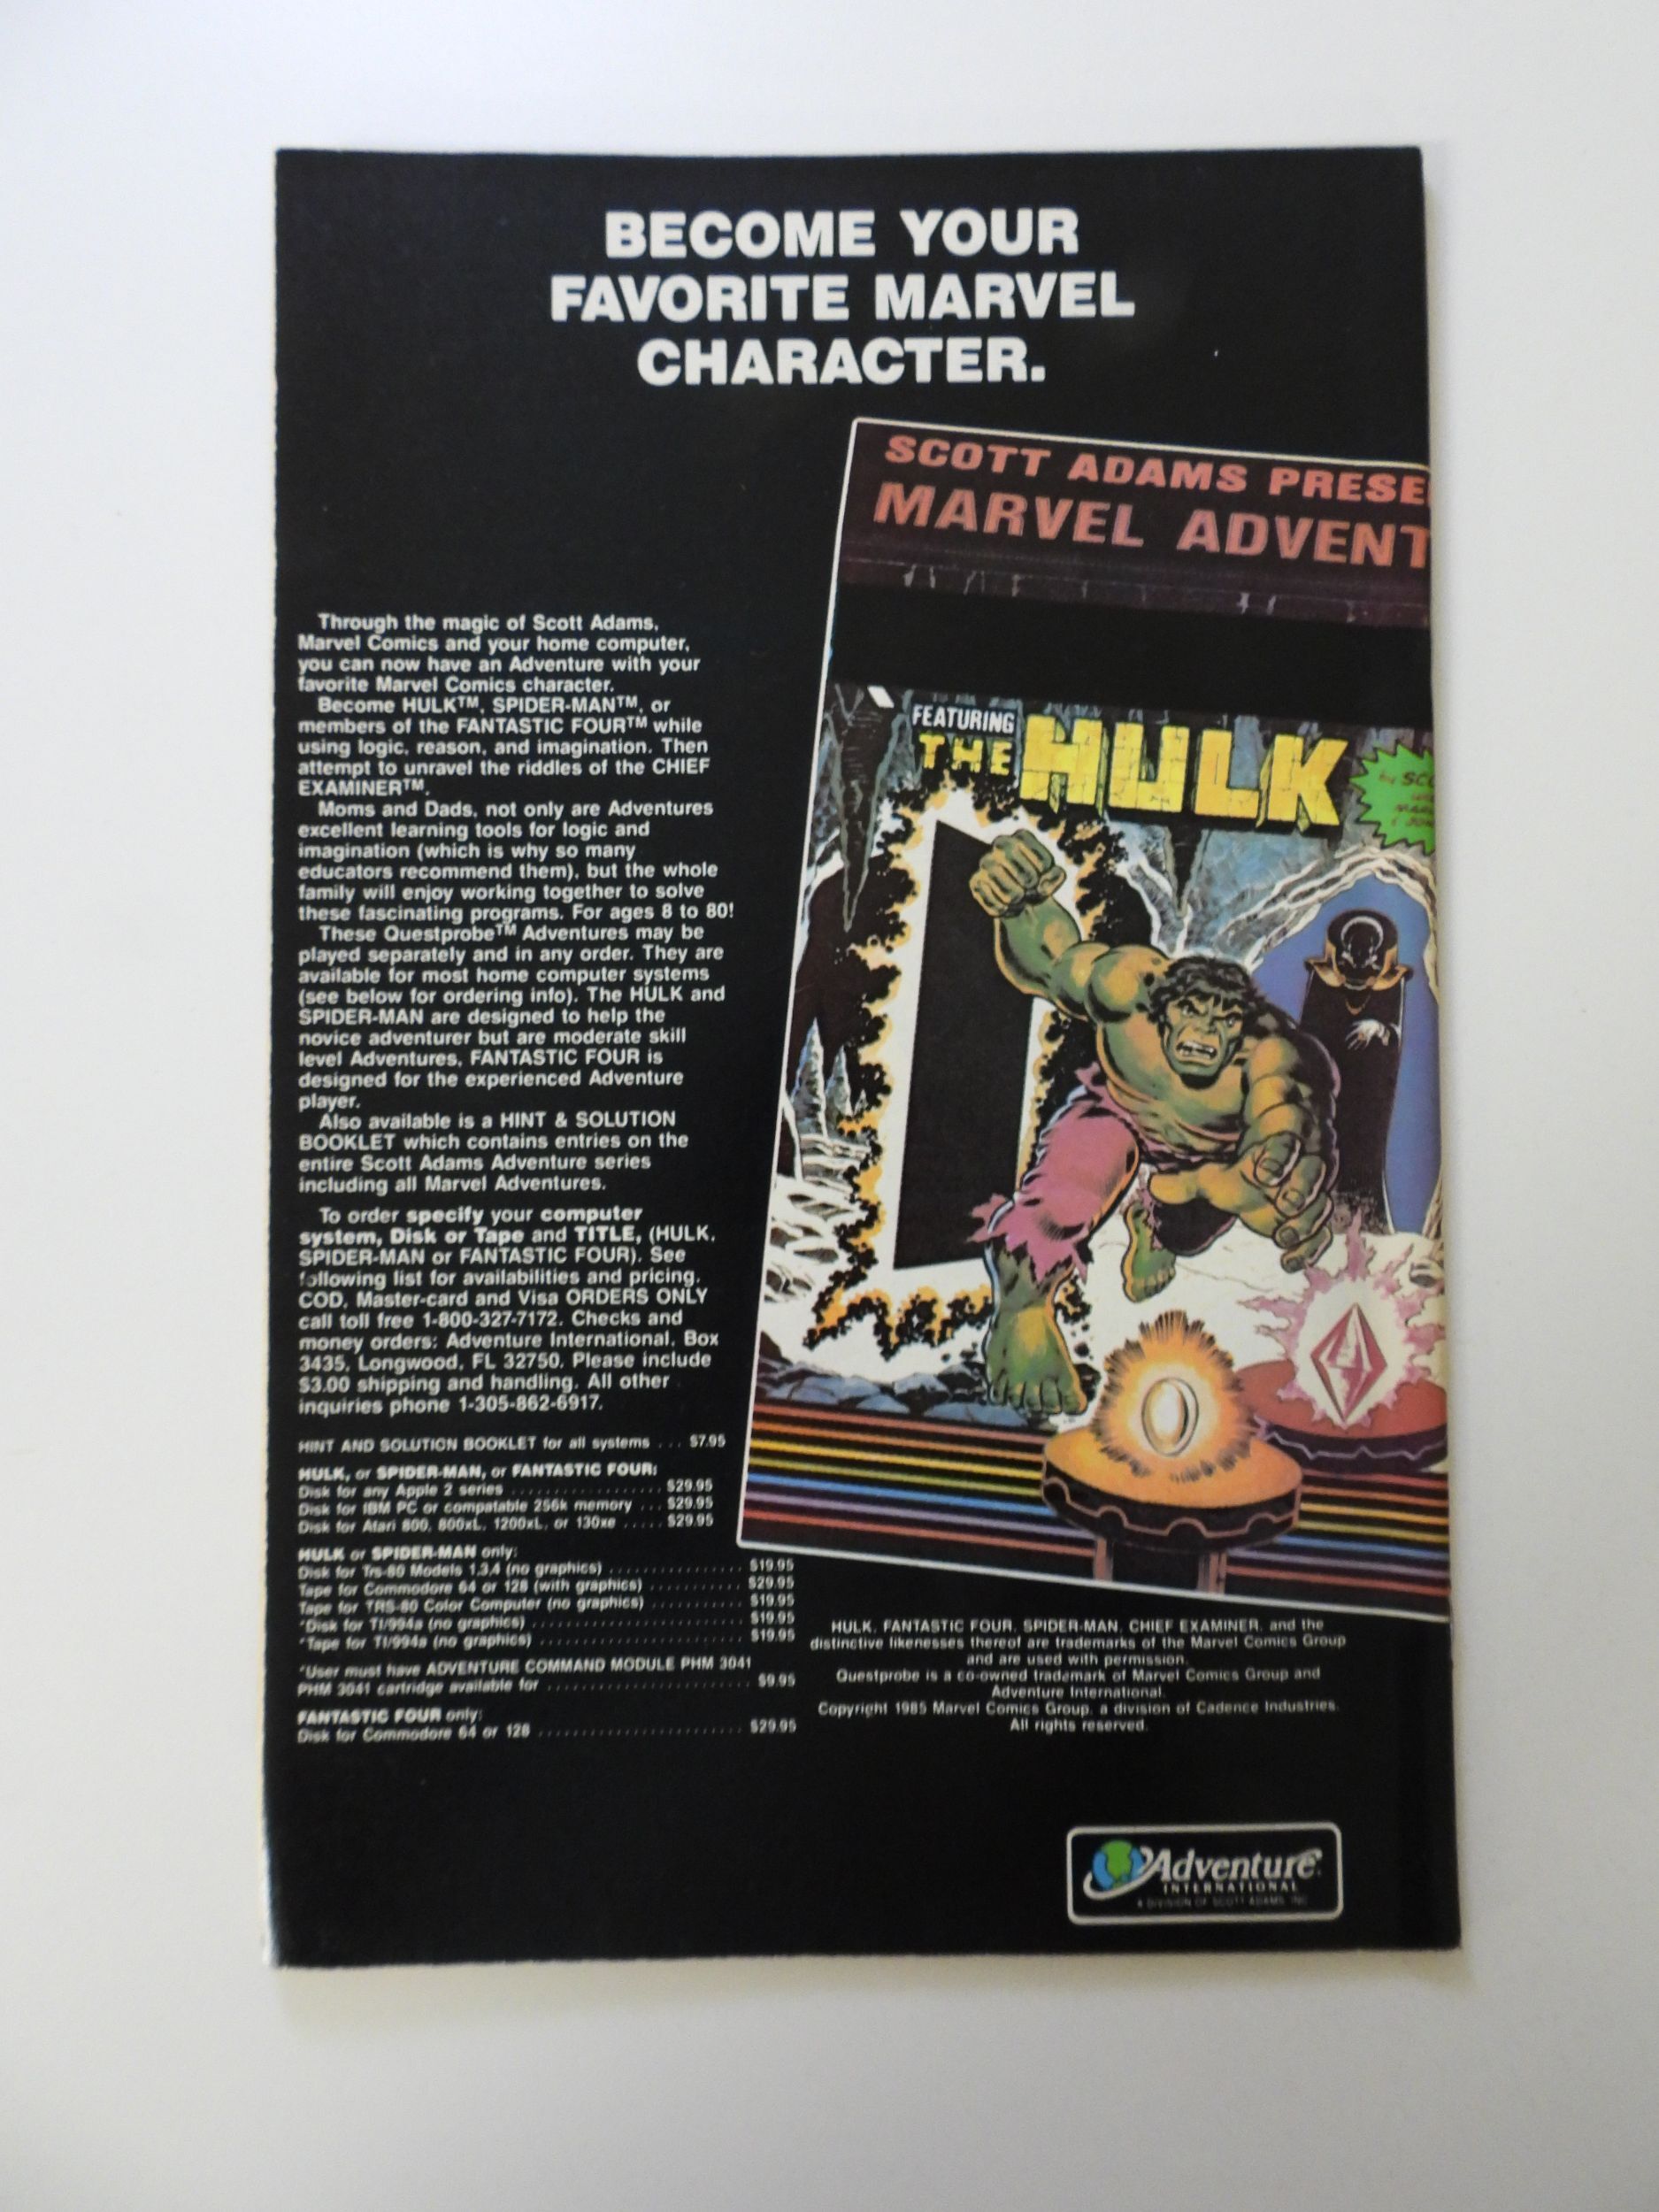 BECOME YOUR
FAVORITE MARVEL
CHARACTER.
SCOTT ADAMS PRESE
MARVEL ADVENT
FEATURING
THE HULK
by SCO
Through the magic of Scott Adams,
Marvel Comics and your home computer,
you can now have an Adventure with your
favorite Marvel Comics character.
Become HULK™, SPIDER-MAN™, or
members of the FANTASTIC FOUR™ while
using logic, reason, and imagination. Then
attempt to unravel the riddles of the CHIEF
EXAMINER™.
Moms and Dads, not only are Adventures
excellent learning tools for logic and
imagination (which is why so many
educators recommend them), but the whole
family will enjoy working together to solve
these fascinating programs. For ages 8 to 80!
These Questprobe™ Adventures may be
played separately and in any order. They are
available for most home computer systems
(see below for ordering info). The HULK and
SPIDER-MAN are designed to help the
novice adventurer but are moderate skill
level Adventures, FANTASTIC FOUR is
designed for the experienced Adventure
player.
Also available is a HINT & SOLUTION
BOOKLET which contains entries on the
entire Scott Adams Adventure series
including all Marvel Adventures.
To order specify your computer
system, Disk or Tape and TITLE, (HULK,
SPIDER-MAN or FANTASTIC FOUR). See
following list for availabilities and pricing.
COD, Master-card and Visa ORDERS ONLY
call toll free 1-800-327-7172. Checks and
money orders: Adventure International, Box
3435, Longwood, FL 32750. Please include
$3.00 shipping and handling. All other
inquiries phone 1-305-862-6917.
HINT AND SOLUTION BOOKLET for all systems ... $7.95
HULK, or SPIDER-MAN, or FANTASTIC FOUR:
Disk for any Apple 2 series .................. $29.95
Disk for IBM PC or compatable 256k memory ... $29.95
Disk for Atari 800, 800xL, 1200xL, or 130xe ..... $29.95
HULK or SPIDER-MAN only:
Disk for Trs-80 Models 1,3,4 (no graphics) ................ $19.95
Tape for Commodore 64 or 128 (with graphics) ........... $29.95
Tape for TRS-80 Color Computer (no graphics) ............ $19.95
*Disk for TI/994a (no graphics) .......................... $19.95
*Tape for TI/994a (no graphics) ......................... $19.95
*User must have ADVENTURE COMMAND MODULE PHM 3041
PHM 3041 cartridge available for ......................... $9.95
FANTASTIC FOUR only:
Disk for Commodore 64 or 128 ......................... $29.95
HULK, FANTASTIC FOUR, SPIDER-MAN, CHIEF EXAMINER, and the
distinctive likenesses thereof are trademarks of the Marvel Comics Group
and are used with permission.
Questprobe is a co-owned trademark of Marvel Comics Group and
Adventure International.
Copyright 1985 Marvel Comics Group, a division of Cadence Industries.
All rights reserved.
Adventure
INTERNATIONAL
A DIVISION OF SCOTT ADAMS, INC.